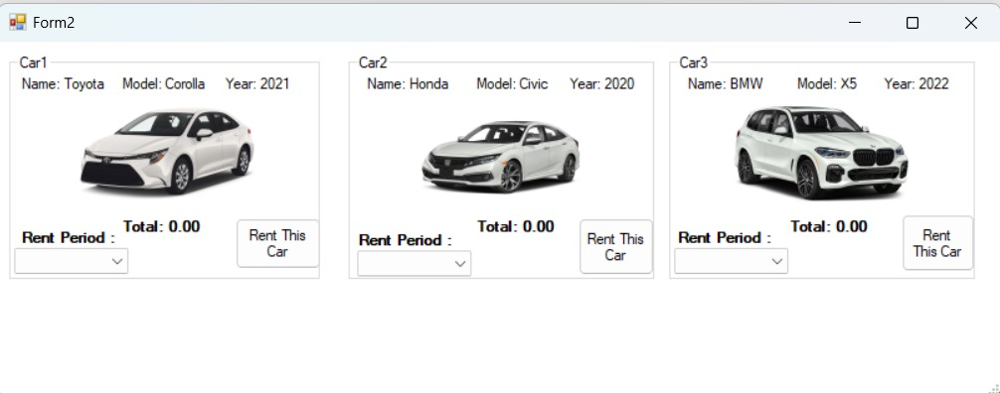 Form2
Car1
Name: Toyota Model: Corolla Year: 2021
Total: 0.00
Rent Period :
Rent This
Car
Car2
Name: Honda Model: Civic Year: 2020
Total: 0.00
Rent Period :
Rent This
Car
Car3
Name: BMW Model: X5 Year: 2022
Total: 0.00
Rent Period :
Rent
This Car